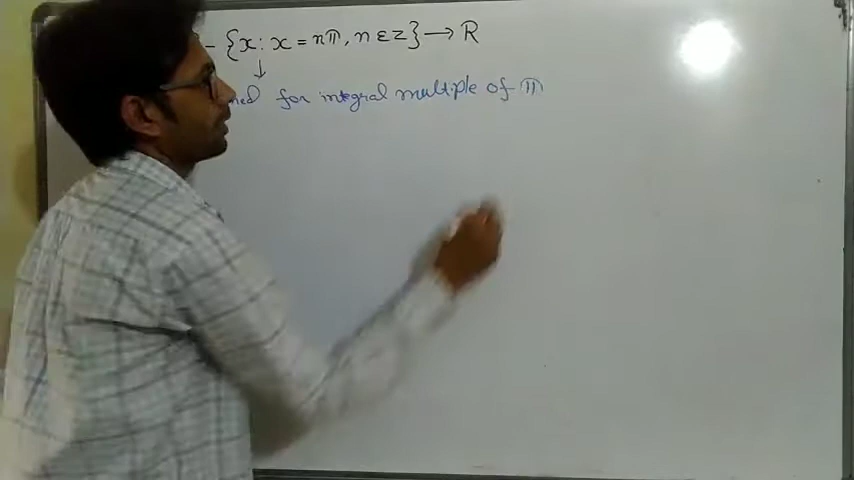 - {x : x = nπ, n ε z} → R
↓
for integral multiple of π